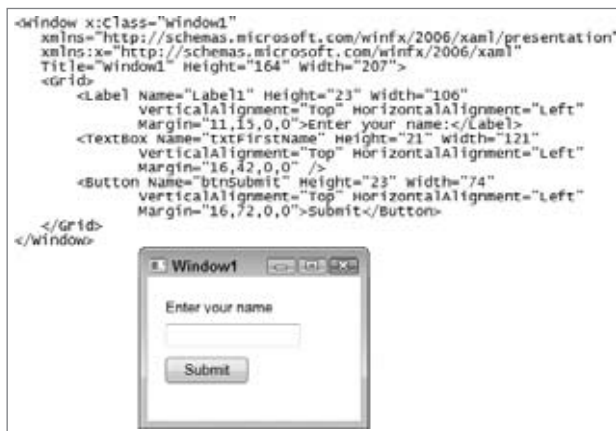 <Window x:Class="Window1"
xmlns="http://schemas.microsoft.com/winfx/2006/xaml/presentation"
xmlns:x="http://schemas.microsoft.com/winfx/2006/xaml"
Title="Window1" Height="164" Width="207">
<Grid>
<Label Name="Label1" Height="23" Width="106"
VerticalAlignment="Top" HorizontalAlignment="Left"
Margin="11,15,0,0">Enter your name:</Label>
<TextBox Name="txtFirstName" Height="21" Width="121"
VerticalAlignment="Top" HorizontalAlignment="Left"
Margin="16,42,0,0" />
<Button Name="btnSubmit" Height="23" Width="74"
VerticalAlignment="Top" HorizontalAlignment="Left"
Margin="16,72,0,0">Submit</Button>
</Grid>
</Window>
Window1
Enter your name
Submit